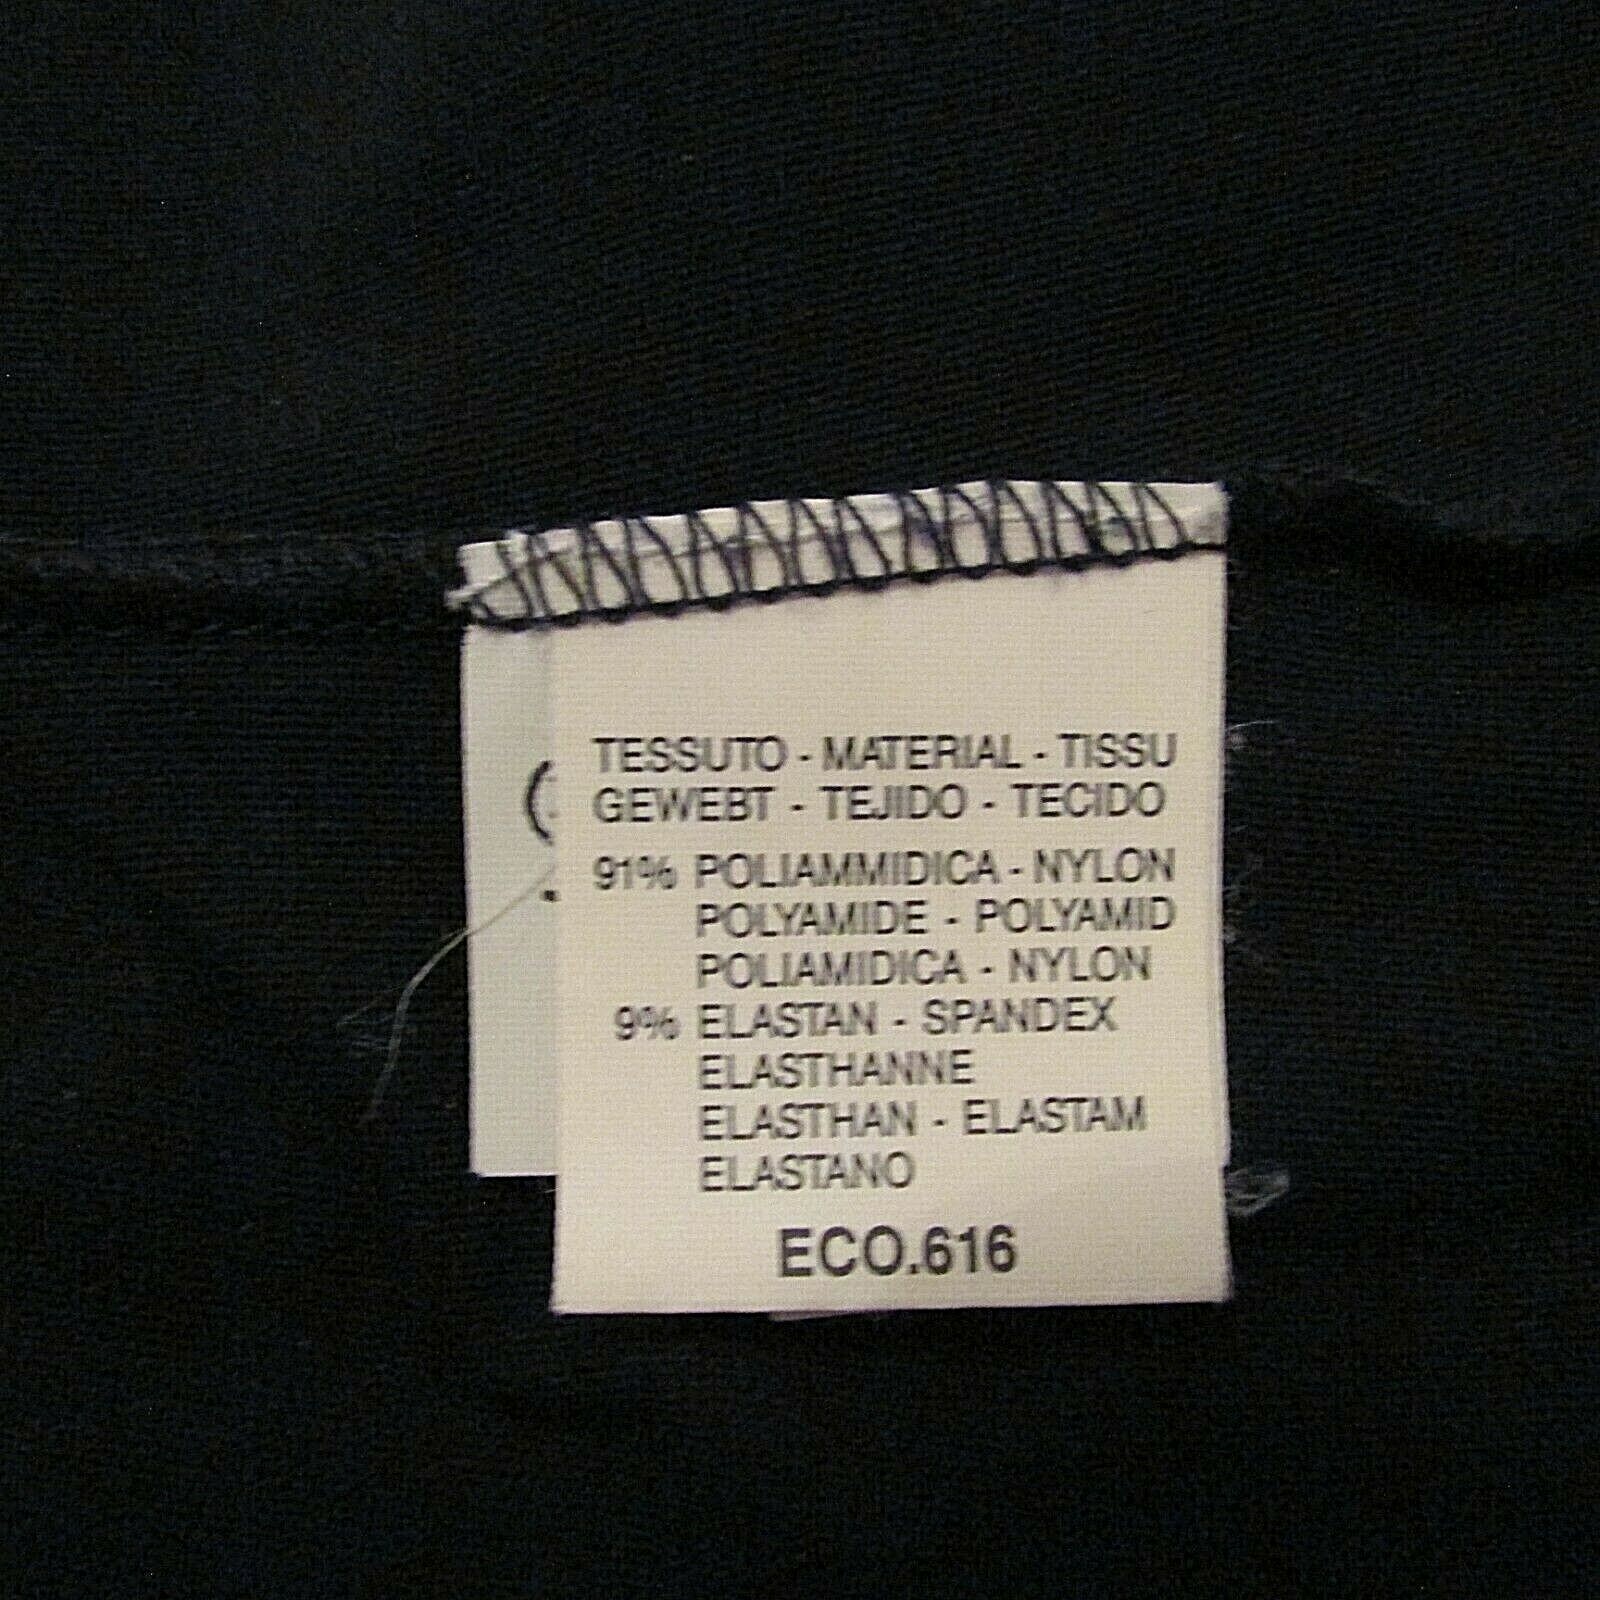 TESSUTO - MATERIAL - TISSU
GEWEBT - TEJIDO - TECIDO
91% POLIAMMIDICA - NYLON
POLYAMIDE - POLYAMID
POLIAMIDICA - NYLON
9% ELASTAN - SPANDEX
ELASTHANNE
ELASTHAN - ELASTAM
ELASTANO
ECO.616